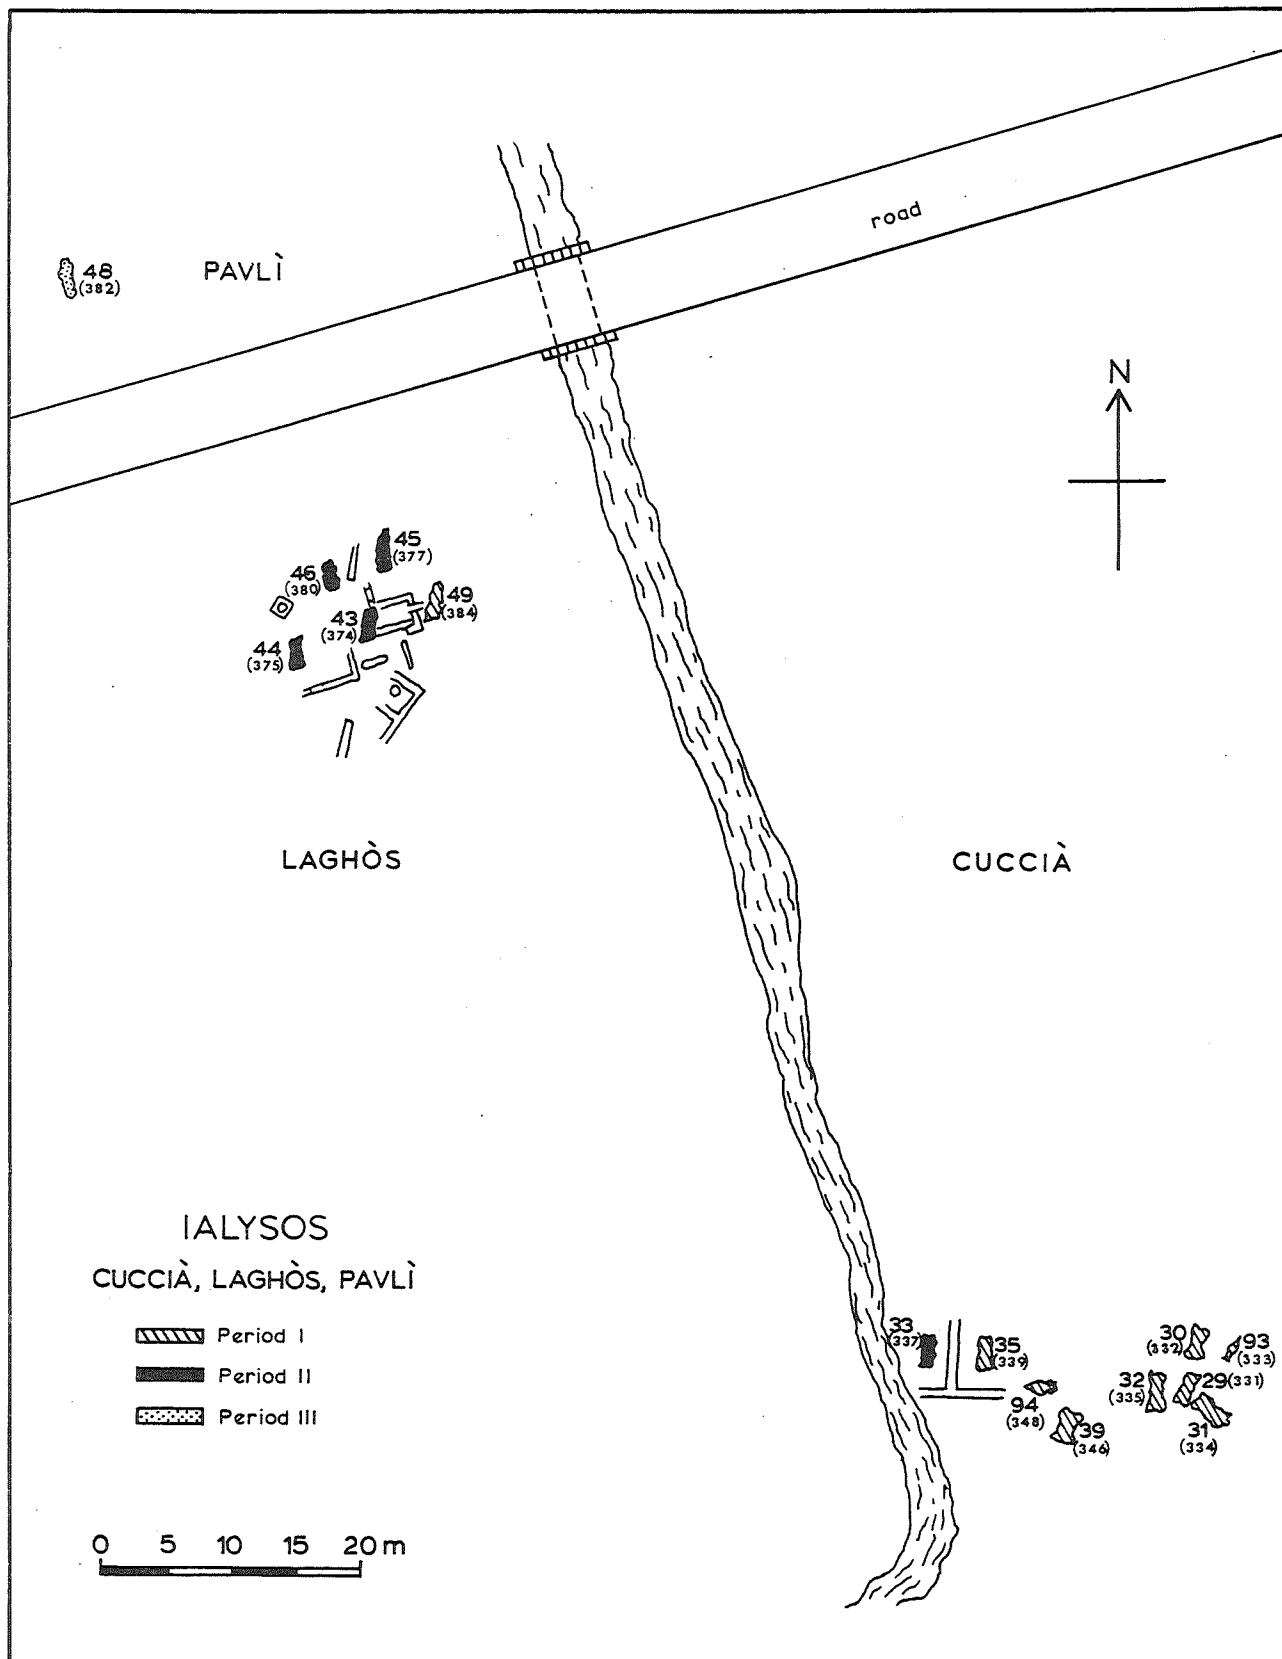 road
48
(382)
PAVLÌ
N
45
(377)
46
(380)
49
(384)
43
(374)
44
(375)
LAGHÒS
CUCCIÀ
IALYSOS
CUCCIÀ, LAGHÒS, PAVLÌ
Period I
Period II
Period III
33
(337)
35
(339)
30
(332)
93
(333)
32
(335)
29 (331)
94
(348)
39
(346)
31
(334)
0 5 10 15 20 m